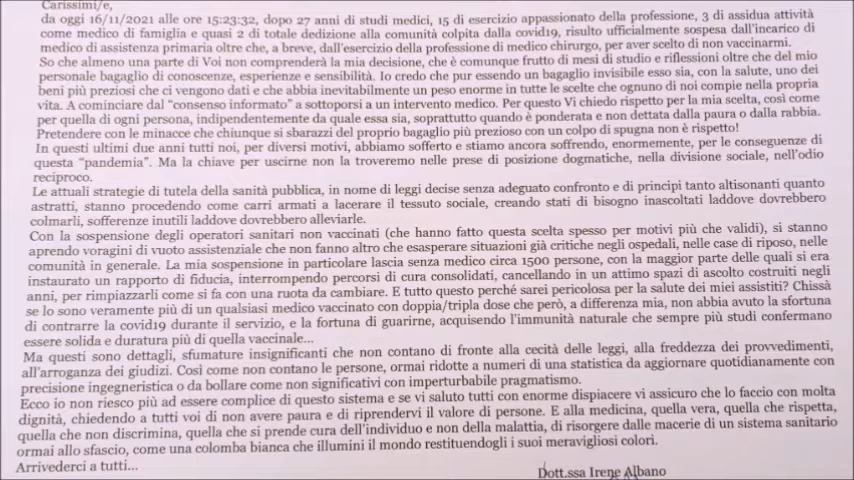 Carissimi/e,
da oggi 16/11/2021 alle ore 15:23:32, dopo 27 anni di studi medici, 15 di esercizio appassionato della professione, 3 di assidua attività
come medico di famiglia e quasi 2 di totale dedizione alla comunità colpita dalla covid19, risulto ufficialmente sospesa dall'incarico di
medico di assistenza primaria oltre che, a breve, dall'esercizio della professione di medico chirurgo, per aver scelto di non vaccinarmi.
So che almeno una parte di Voi non comprenderà la mia decisione, che è comunque frutto di mesi di studio e riflessioni oltre che del mio
personale bagaglio di conoscenze, esperienze e sensibilità. Io credo che pur essendo un bagaglio invisibile esso sia, con la salute, uno dei
beni più preziosi che ci vengono dati e che abbia inevitabilmente un peso enorme in tutte le scelte che ognuno di noi compie nella propria
vita. A cominciare dal "consenso informato" a sottoporsi a un intervento medico. Per questo Vi chiedo rispetto per la mia scelta, così come
per quella di ogni persona, indipendentemente da quale essa sia, soprattutto quando è ponderata e non dettata dalla paura o dalla rabbia.
Pretendere con le minacce che chiunque si sbarazzi del proprio bagaglio più prezioso con un colpo di spugna non è rispetto!
In questi ultimi due anni tutti noi, per diversi motivi, abbiamo sofferto e stiamo ancora soffrendo, enormemente, per le conseguenze di
questa "pandemia". Ma la chiave per uscirne non la troveremo nelle prese di posizione dogmatiche, nella divisione sociale, nell'odio
reciproco.
Le attuali strategie di tutela della sanità pubblica, in nome di leggi decise senza adeguato confronto e di principi tanto altisonanti quanto
astratti, stanno procedendo come carri armati a lacerare il tessuto sociale, creando stati di bisogno inascoltati laddove dovrebbero
colmarli, sofferenze inutili laddove dovrebbero alleviarle.
Con la sospensione degli operatori sanitari non vaccinati (che hanno fatto questa scelta spesso per motivi più che validi), si stanno
aprendo voragini di vuoto assistenziale che non fanno altro che esasperare situazioni già critiche negli ospedali, nelle case di riposo, nelle
comunità in generale. La mia sospensione in particolare lascia senza medico circa 1500 persone, con la maggior parte delle quali si era
instaurato un rapporto di fiducia, interrompendo percorsi di cura consolidati, cancellando in un attimo spazi di ascolto costruiti negli
anni, per rimpiazzarli come si fa con una ruota da cambiare. E tutto questo perché sarei pericolosa per la salute dei miei assistiti? Chissà
se lo sono veramente più di un qualsiasi medico vaccinato con doppia/tripla dose che però, a differenza mia, non abbia avuto la sfortuna
di contrarre la covid19 durante il servizio, e la fortuna di guarirne, acquisendo l'immunità naturale che sempre più studi confermano
essere solida e duratura più di quella vaccinale...
Ma questi sono dettagli, sfumature insignificanti che non contano di fronte alla cecità delle leggi, alla freddezza dei provvedimenti,
all'arroganza dei giudizi. Così come non contano le persone, ormai ridotte a numeri di una statistica da aggiornare quotidianamente con
precisione ingegneristica o da bollare come non significativi con imperturbabile pragmatismo.
Ecco io non riesco più ad essere complice di questo sistema e se vi saluto tutti con enorme dispiacere vi assicuro che lo faccio con molta
dignità, chiedendo a tutti voi di non avere paura e di riprendervi il valore di persone. E alla medicina, quella vera, quella che rispetta,
quella che non discrimina, quella che si prende cura dell'individuo e non della malattia, di risorgere dalle macerie di un sistema sanitario
ormai allo sfascio, come una colomba bianca che illumini il mondo restituendogli i suoi meravigliosi colori.
Arrivederci a tutti...
Dott.ssa Irene Albano